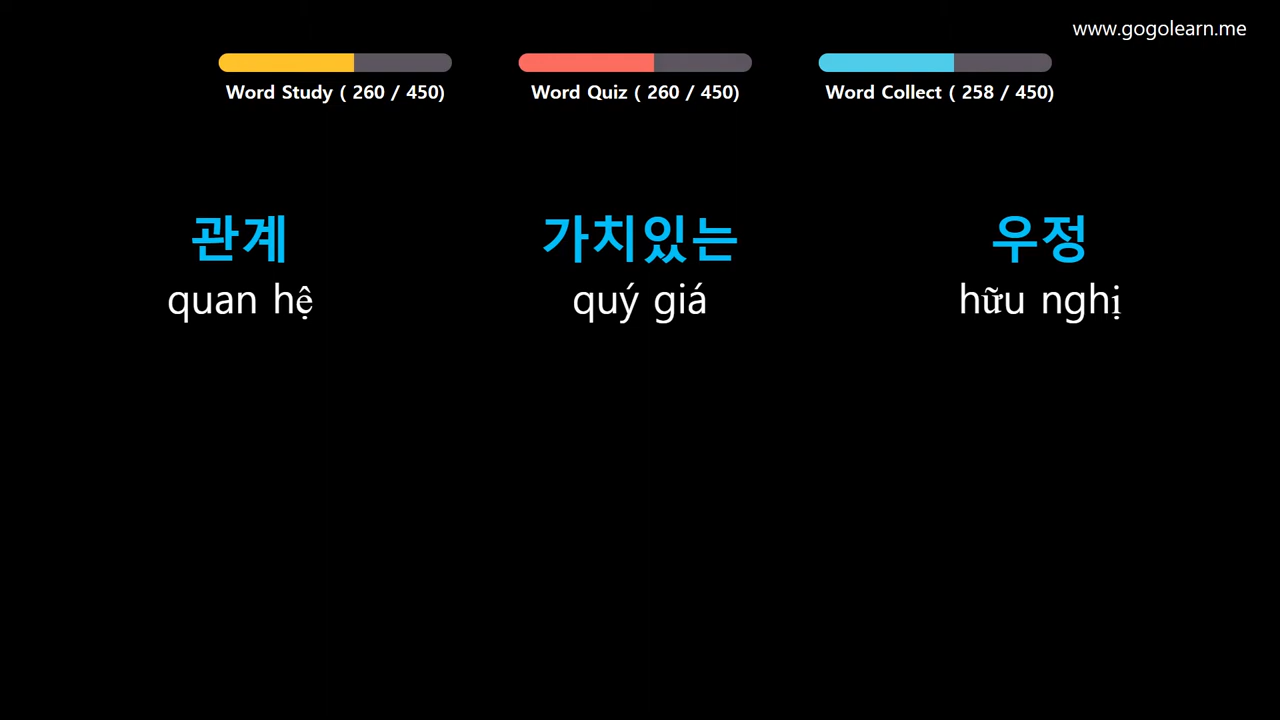 www.gogolearn.me
Word Study ( 260 / 450)
Word Quiz ( 260 / 450)
Word Collect ( 258 / 450)
관계
가치있는
우정
quan hệ
quý giá
hữu nghị